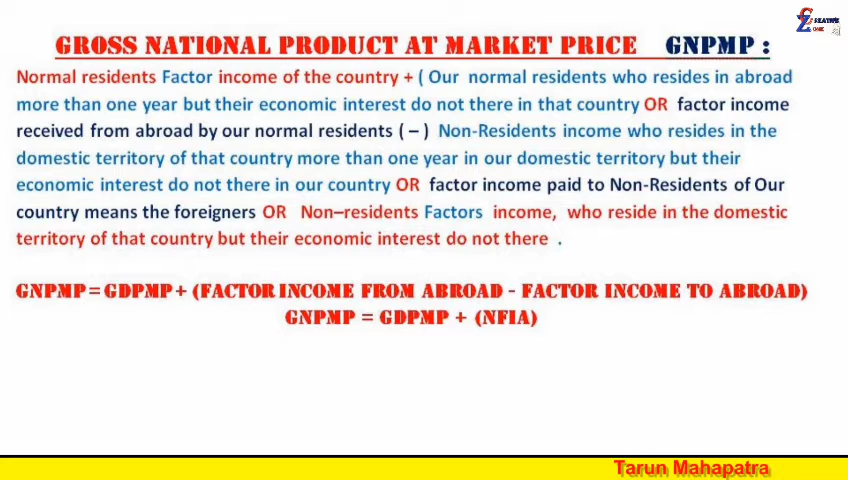 GROSS NATIONAL PRODUCT AT MARKET PRICE GNPMP :
Normal residents Factor income of the country + ( Our normal residents who resides in abroad
more than one year but their economic interest do not there in that country OR factor income
received from abroad by our normal residents ( – ) Non-Residents income who resides in the
domestic territory of that country more than one year in our domestic territory but their
economic interest do not there in our country OR factor income paid to Non-Residents of Our
country means the foreigners OR Non–residents Factors income, who reside in the domestic
territory of that country but their economic interest do not there .
GNPMP = GDPMP + (FACTOR INCOME FROM ABROAD - FACTOR INCOME TO ABROAD)
GNPMP = GDPMP + (NFIA)
Tarun Mahapatra